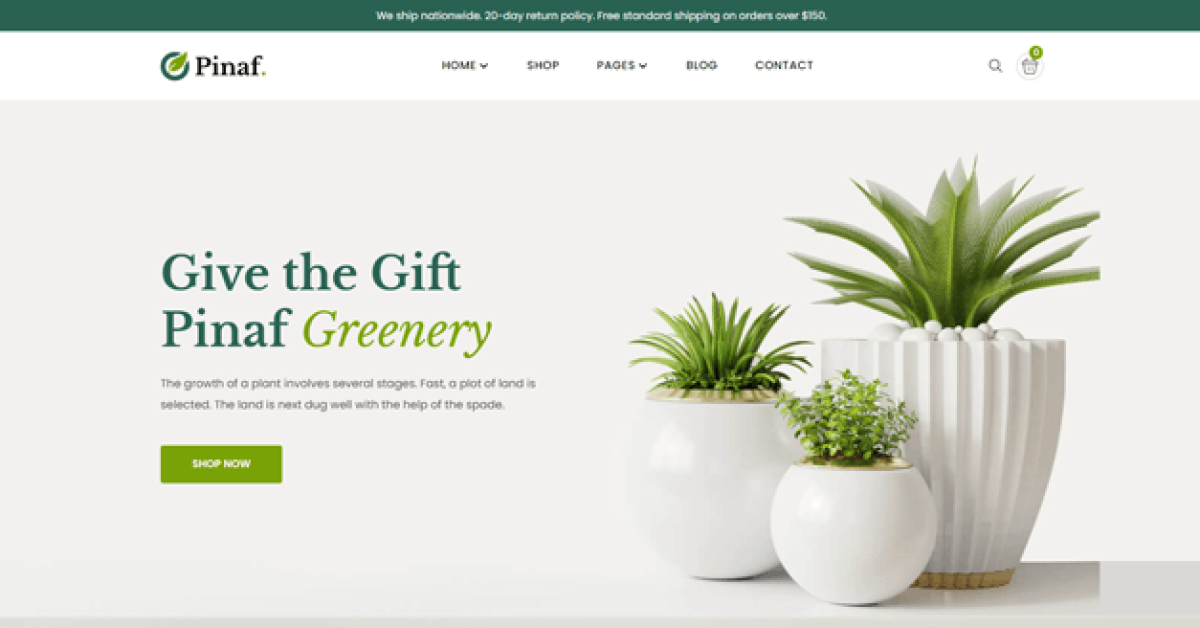 We ship nationwide. 20-day return policy. Free standard shipping on orders over $150.
Pinaf.
HOME SHOP PAGES BLOG CONTACT
0
Give the Gift
Pinaf Greenery
The growth of a plant involves several stages. Fast, a plot of land is
selected. The land is next dug well with the help of the spade.
SHOP NOW